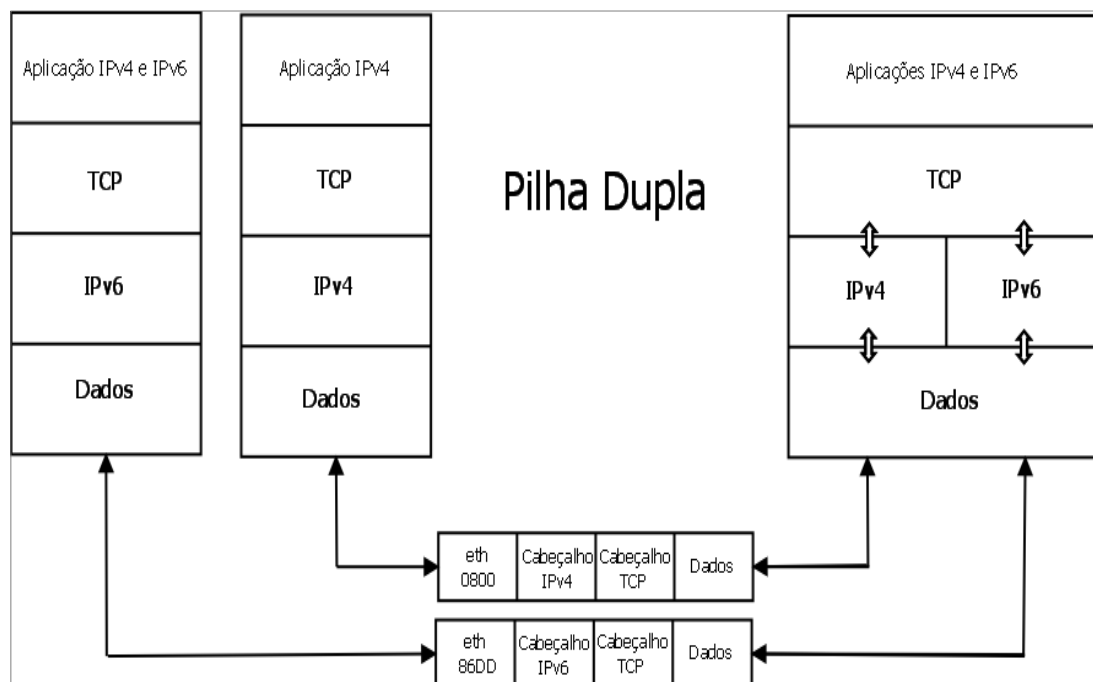 Aplicação IPv4 e IPv6
TCP
IPv6
Dados
Aplicação IPv4
TCP
IPv4
Dados
Pilha Dupla
Aplicações IPv4 e IPv6
TCP
IPv4
IPv6
Dados
eth
0800
Cabeçalho
IPv4
Cabeçalho
TCP
Dados
eth
86DD
Cabeçalho
IPv6
Cabeçalho
TCP
Dados